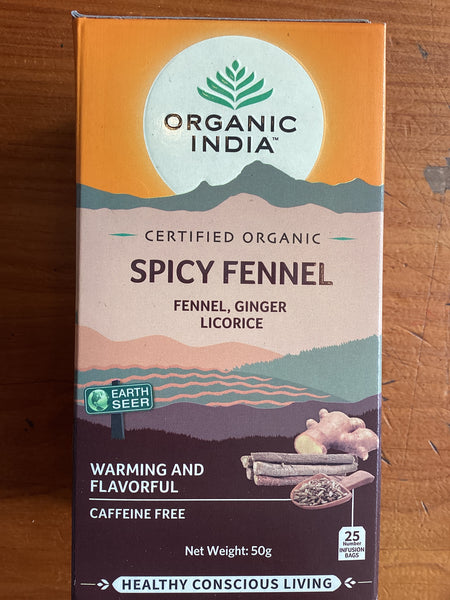 ORGANIC
INDIA™
CERTIFIED ORGANIC
SPICY FENNEL
FENNEL, GINGER
LICORICE
EARTH
SEER
WARMING AND
FLAVORFUL
CAFFEINE FREE
25
Number
INFUSION
BAGS
Net Weight: 50g
HEALTHY CONSCIOUS LIVING